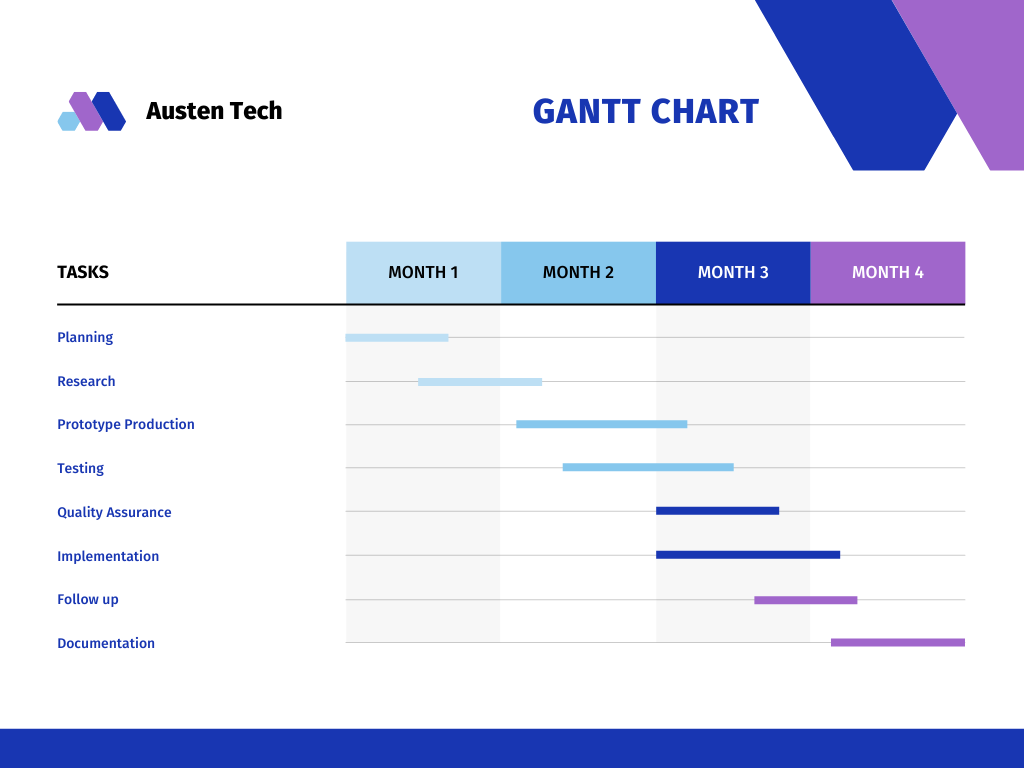 Austen Tech
GANTT CHART
TASKS MONTH 1 MONTH 2 MONTH 3 MONTH 4
Planning
Research
Prototype Production
Testing
Quality Assurance
Implementation
Follow up
Documentation